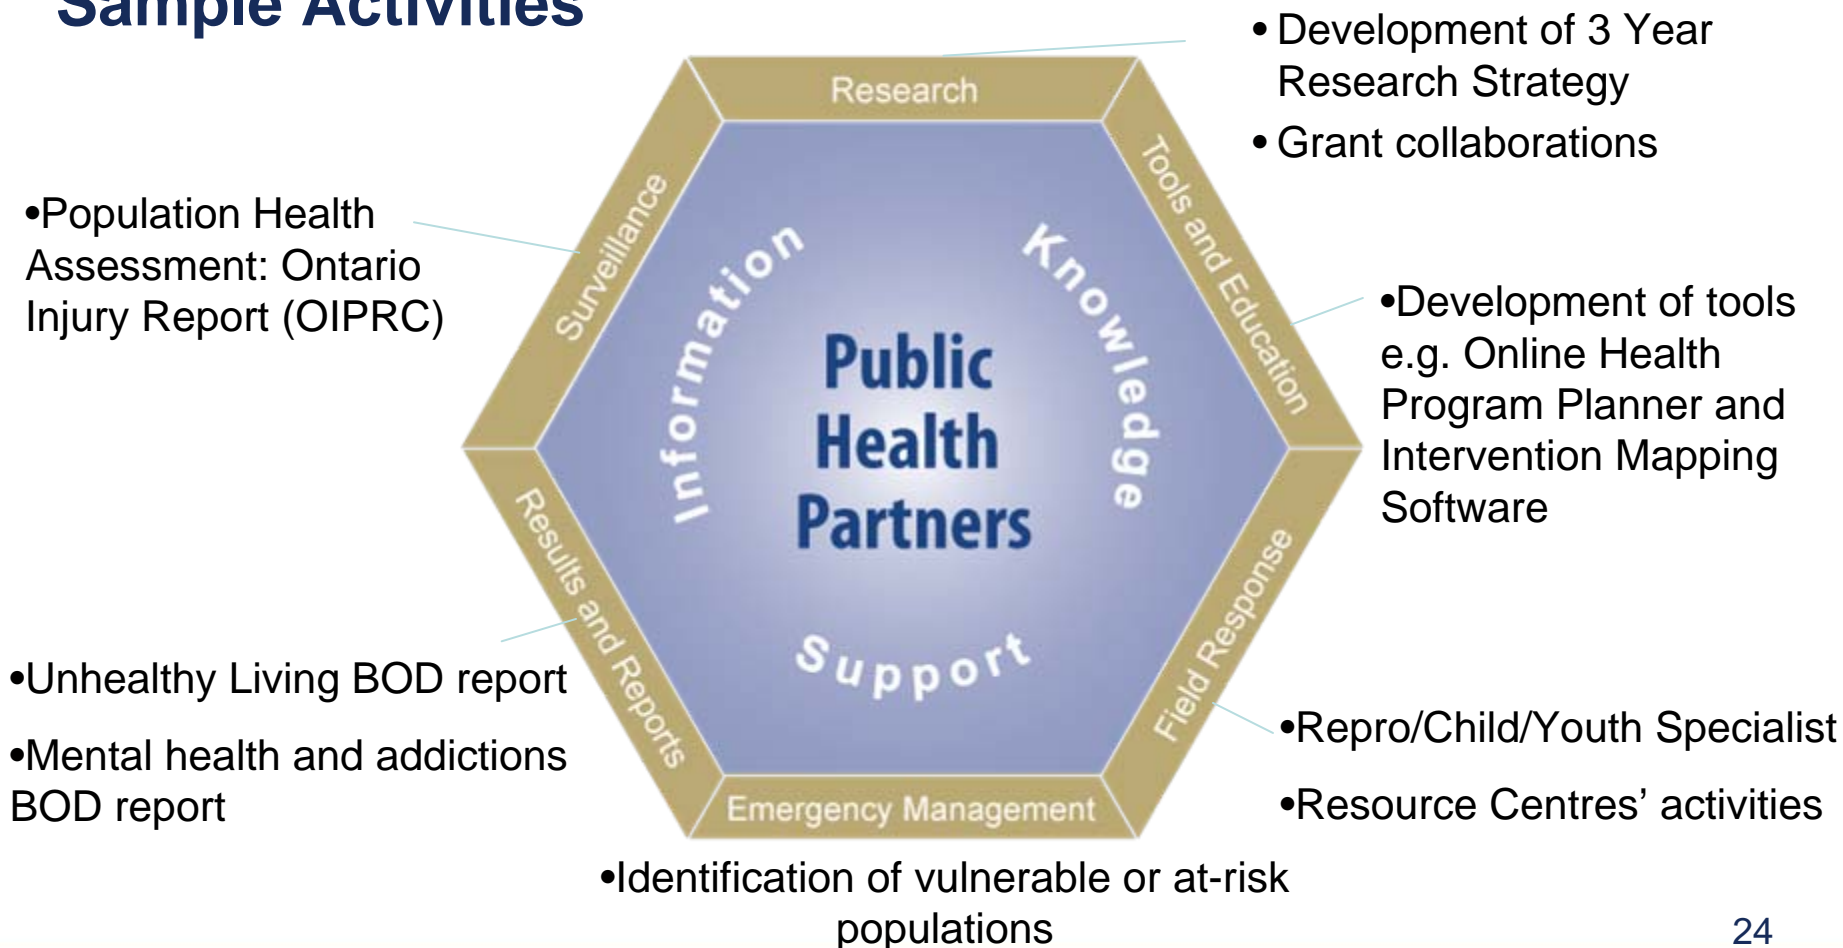 Sample Activities
• Development of 3 Year
Research Strategy
• Grant collaborations
Research
Tools and Education
Surveillance
•Population Health
Assessment: Ontario
Injury Report (OIPRC)
Information
Knowledge
Public
Health
Partners
Support
•Development of tools
e.g. Online Health
Program Planner and
Intervention Mapping
Software
Results and Reports
Field Response
•Unhealthy Living BOD report
•Mental health and addictions
BOD report
•Repro/Child/Youth Specialist
•Resource Centres’ activities
Emergency Management
•Identification of vulnerable or at-risk
populations
24